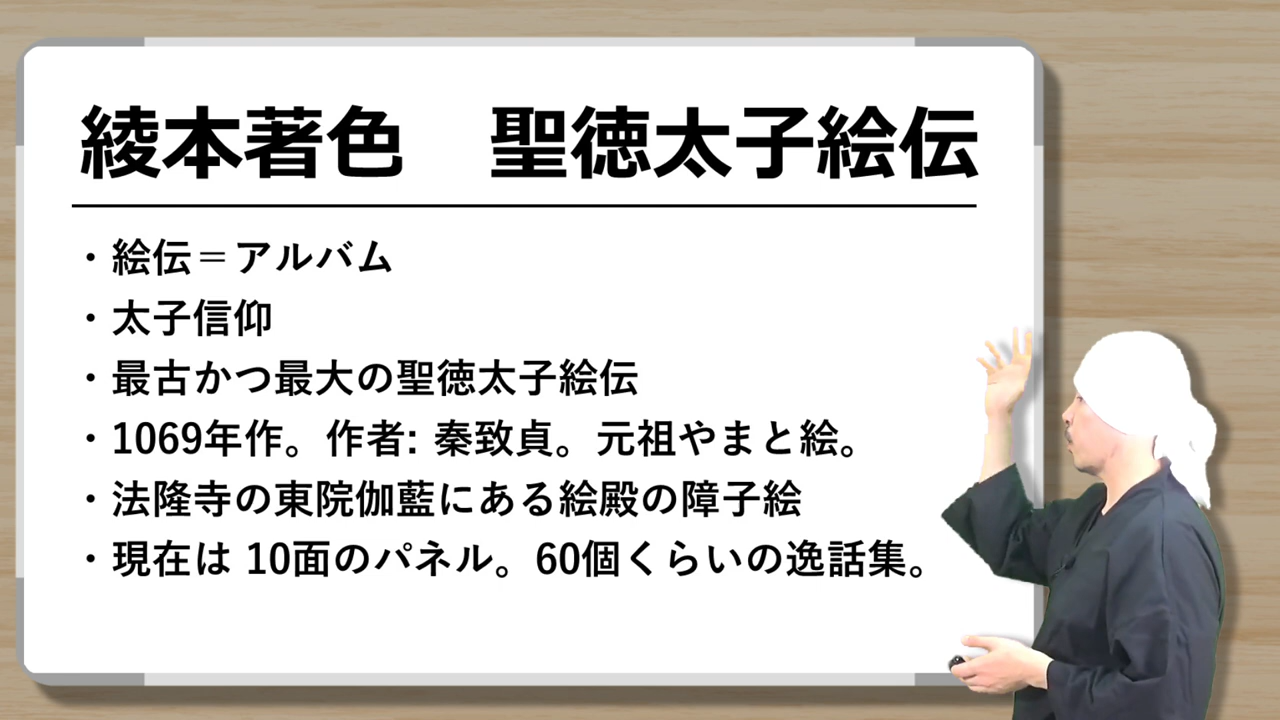 綾本著色　聖徳太子絵伝
・絵伝＝アルバム
・太子信仰
・最古かつ最大の聖徳太子絵伝
・1069年作。作者: 秦致貞。元祖やまと絵。
・法隆寺の東院伽藍にある絵殿の障子絵
・現在は 10面のパネル。60個くらいの逸話集。